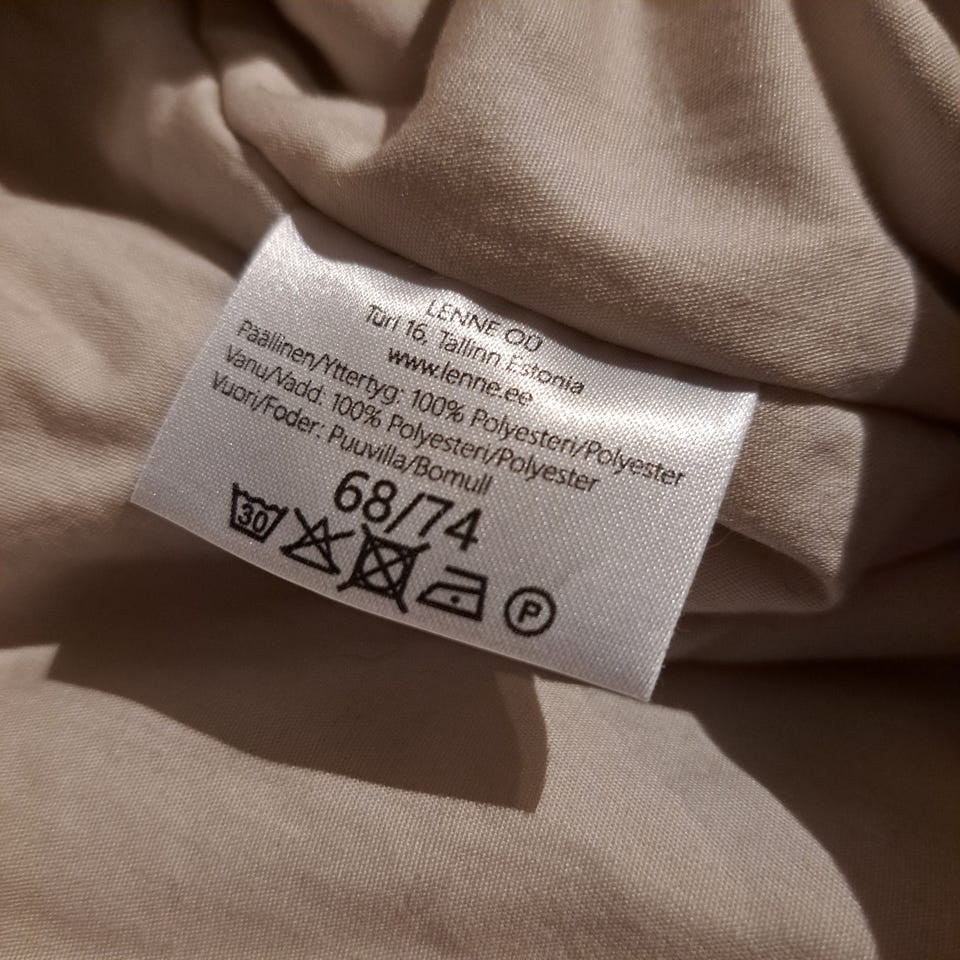 LENNE OÜ
Türi 16, Tallinn Estonia
www.lenne.ee
Päällinen/Yttertyg: 100% Polyesteri/Polyester
Vanu/Vadd: 100% Polyesteri/Polyester
Vuori/Foder: Puuvilla/Bomull
68/74
30 P